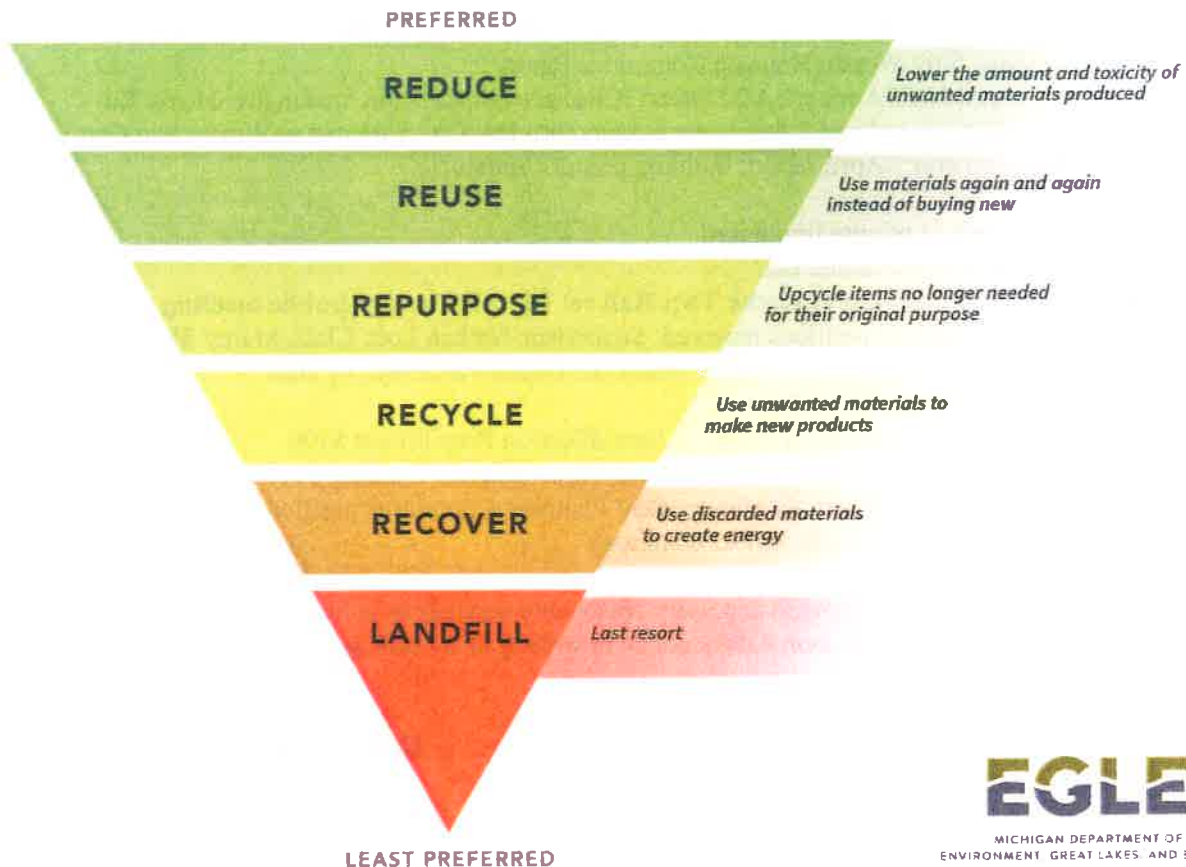 PREFERRED
REDUCE
Lower the amount and toxicity of
unwanted materials produced
REUSE
Use materials again and again
instead of buying new
REPURPOSE
Upcycle items no longer needed
for their original purpose
RECYCLE
Use unwanted materials to
make new products
RECOVER
Use discarded materials
to create energy
LANDFILL
Last resort
LEAST PREFERRED
EGLE
MICHIGAN DEPARTMENT OF
ENVIRONMENT, GREAT LAKES, AND